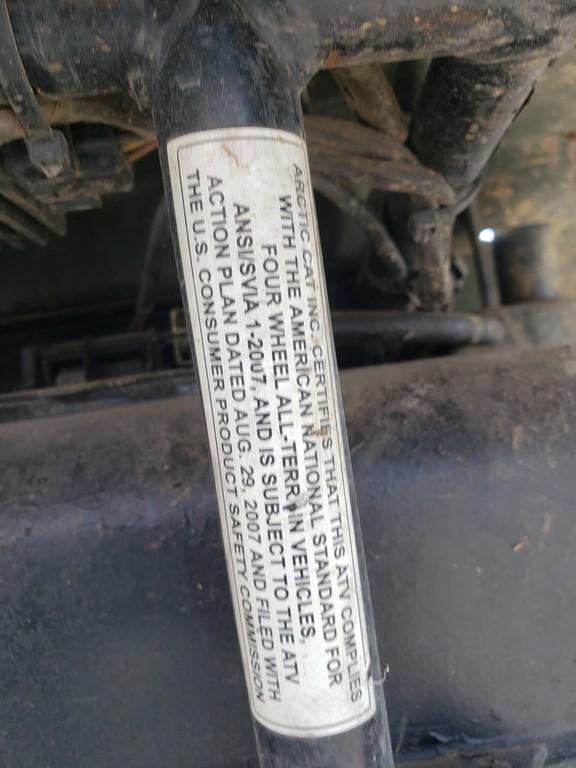 ARCTIC CAT INC. CERTIFIES THAT THIS ATV COMPLIES
WITH THE AMERICAN NATIONAL STANDARD FOR
FOUR WHEEL ALL-TERRAIN VEHICLES,
ANSI/SVIA 1-2007, AND IS SUBJECT TO THE ATV
ACTION PLAN DATED AUG. 29, 2007 AND FILED WITH
THE U.S. CONSUMER PRODUCT SAFETY COMMISSION